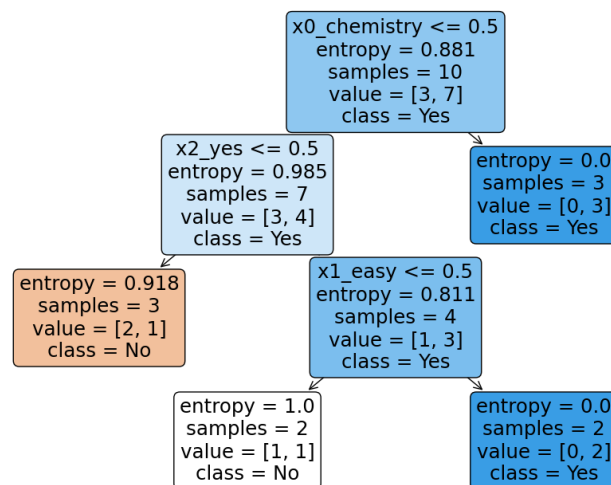 x0_chemistry <= 0.5
entropy = 0.881
samples = 10
value = [3, 7]
class = Yes
x2_yes <= 0.5
entropy = 0.985
samples = 7
value = [3, 4]
class = Yes
entropy = 0.0
samples = 3
value = [0, 3]
class = Yes
entropy = 0.918
samples = 3
value = [2, 1]
class = No
x1_easy <= 0.5
entropy = 0.811
samples = 4
value = [1, 3]
class = Yes
entropy = 1.0
samples = 2
value = [1, 1]
class = No
entropy = 0.0
samples = 2
value = [0, 2]
class = Yes